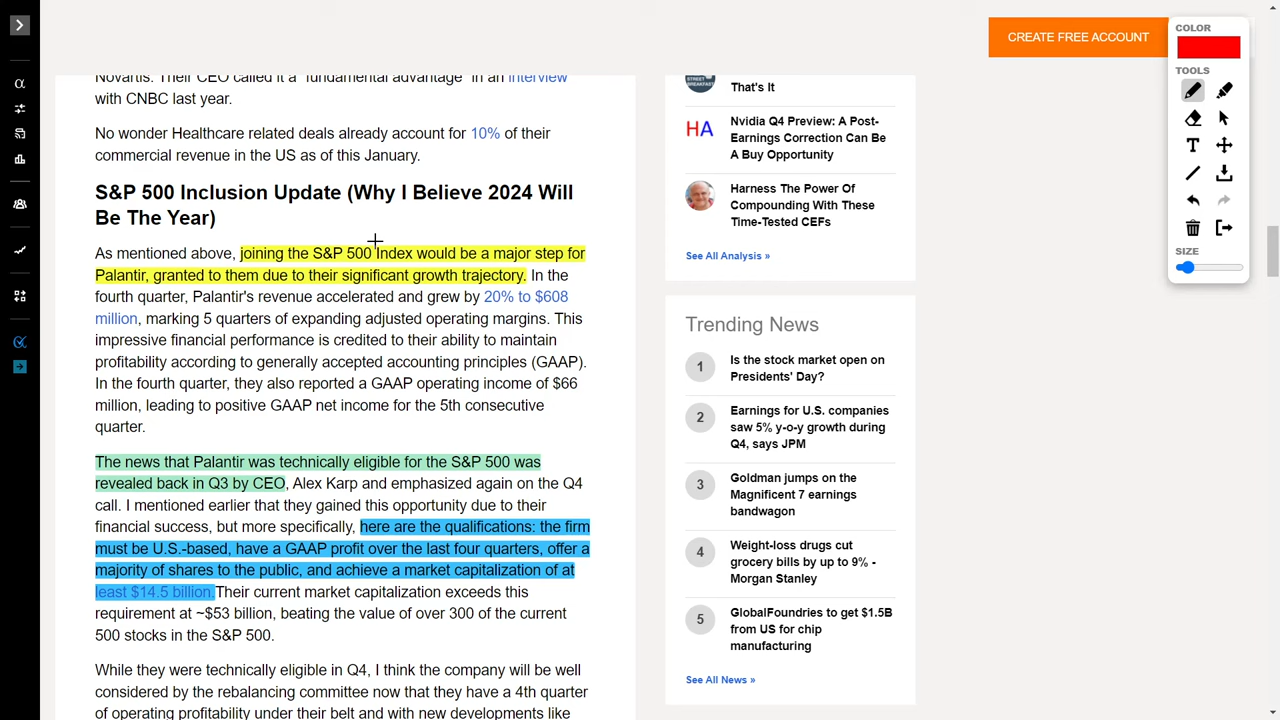 CREATE FREE ACCOUNT
COLOR
TOOLS
SIZE
Novartis. Their CEO called it a "fundamental advantage" in an interview
with CNBC last year.
No wonder Healthcare related deals already account for 10% of their
commercial revenue in the US as of this January.
S&P 500 Inclusion Update (Why I Believe 2024 Will
Be The Year)
As mentioned above, joining the S&P 500 Index would be a major step for
Palantir, granted to them due to their significant growth trajectory. In the
fourth quarter, Palantir's revenue accelerated and grew by 20% to $608
million, marking 5 quarters of expanding adjusted operating margins. This
impressive financial performance is credited to their ability to maintain
profitability according to generally accepted accounting principles (GAAP).
In the fourth quarter, they also reported a GAAP operating income of $66
million, leading to positive GAAP net income for the 5th consecutive
quarter.
The news that Palantir was technically eligible for the S&P 500 was
revealed back in Q3 by CEO, Alex Karp and emphasized again on the Q4
call. I mentioned earlier that they gained this opportunity due to their
financial success, but more specifically, here are the qualifications: the firm
must be U.S.-based, have a GAAP profit over the last four quarters, offer a
majority of shares to the public, and achieve a market capitalization of at
least $14.5 billion. Their current market capitalization exceeds this
requirement at ~$53 billion, beating the value of over 300 of the current
500 stocks in the S&P 500.
While they were technically eligible in Q4, I think the company will be well
considered by the rebalancing committee now that they have a 4th quarter
of operating profitability under their belt and with new developments like
STREET
BREAKFAST
That's It
HA
Nvidia Q4 Preview: A Post-
Earnings Correction Can Be
A Buy Opportunity
Harness The Power Of
Compounding With These
Time-Tested CEFs
See All Analysis »
Trending News
1
Is the stock market open on
Presidents' Day?
2
Earnings for U.S. companies
saw 5% y-o-y growth during
Q4, says JPM
3
Goldman jumps on the
Magnificent 7 earnings
bandwagon
4
Weight-loss drugs cut
grocery bills by up to 9% -
Morgan Stanley
5
GlobalFoundries to get $1.5B
from US for chip
manufacturing
See All News »